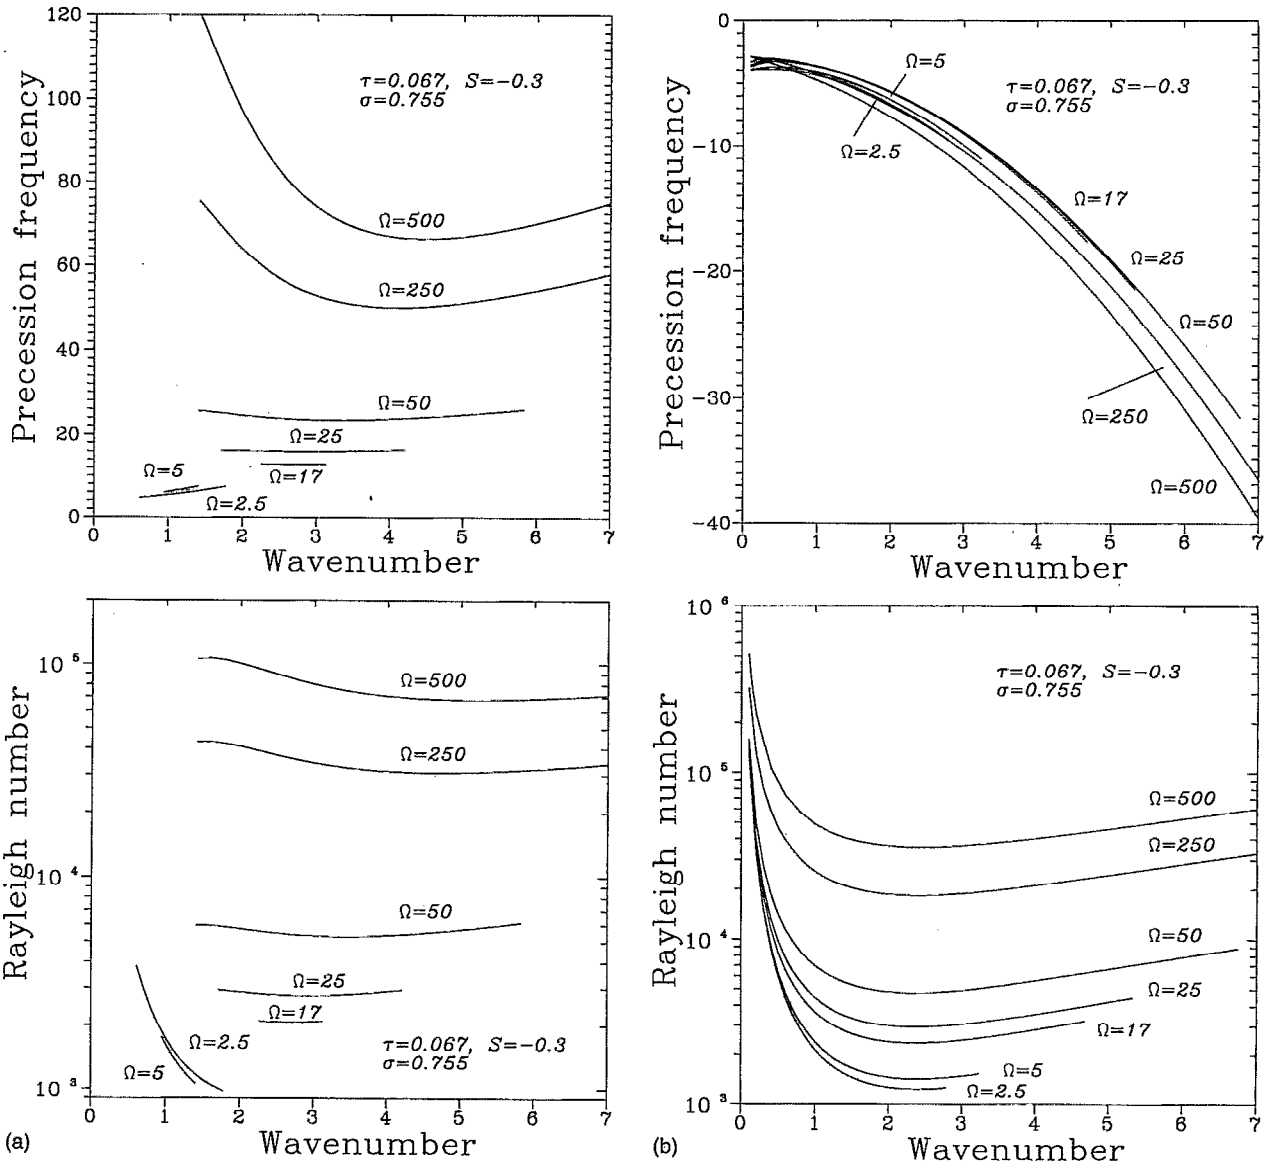 120
100
80
60
40
20
0
Precession frequency
τ=0.067, S=−0.3
σ=0.755
Ω=500
Ω=250
Ω=50
Ω=25
Ω=17
Ω=5
Ω=2.5
0 1 2 3 4 5 6 7
Wavenumber
0
−10
−20
−30
−40
Precession frequency
Ω=5
τ=0.067, S=−0.3
σ=0.755
Ω=2.5
Ω=17
Ω=25
Ω=50
Ω=250
Ω=500
0 1 2 3 4 5 6 7
Wavenumber
10 5
10 4
10 3
Rayleigh number
Ω=500
Ω=250
Ω=50
Ω=25
Ω=17
Ω=2.5
Ω=5
τ=0.067, S=−0.3
σ=0.755
0 1 2 3 4 5 6 7
Wavenumber
(a)
10 6
10 5
10 4
10 3
Rayleigh number
τ=0.067, S=−0.3
σ=0.755
Ω=500
Ω=250
Ω=50
Ω=25
Ω=17
Ω=5
Ω=2.5
0 1 2 3 4 5 6 7
Wavenumber
(b)